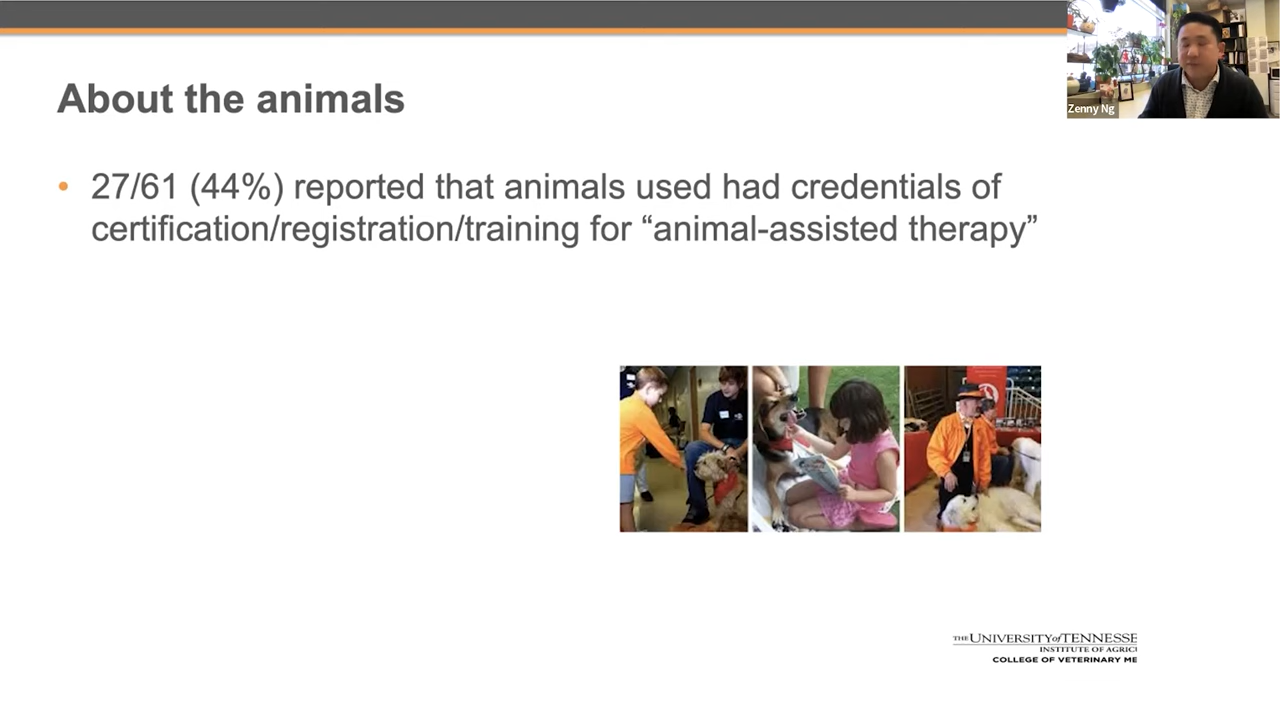 Zenny Ng
About the animals
• 27/61 (44%) reported that animals used had credentials of
certification/registration/training for “animal-assisted therapy”
THE UNIVERSITY of TENNESSE
INSTITUTE OF AGRIC
COLLEGE OF VETERINARY ME